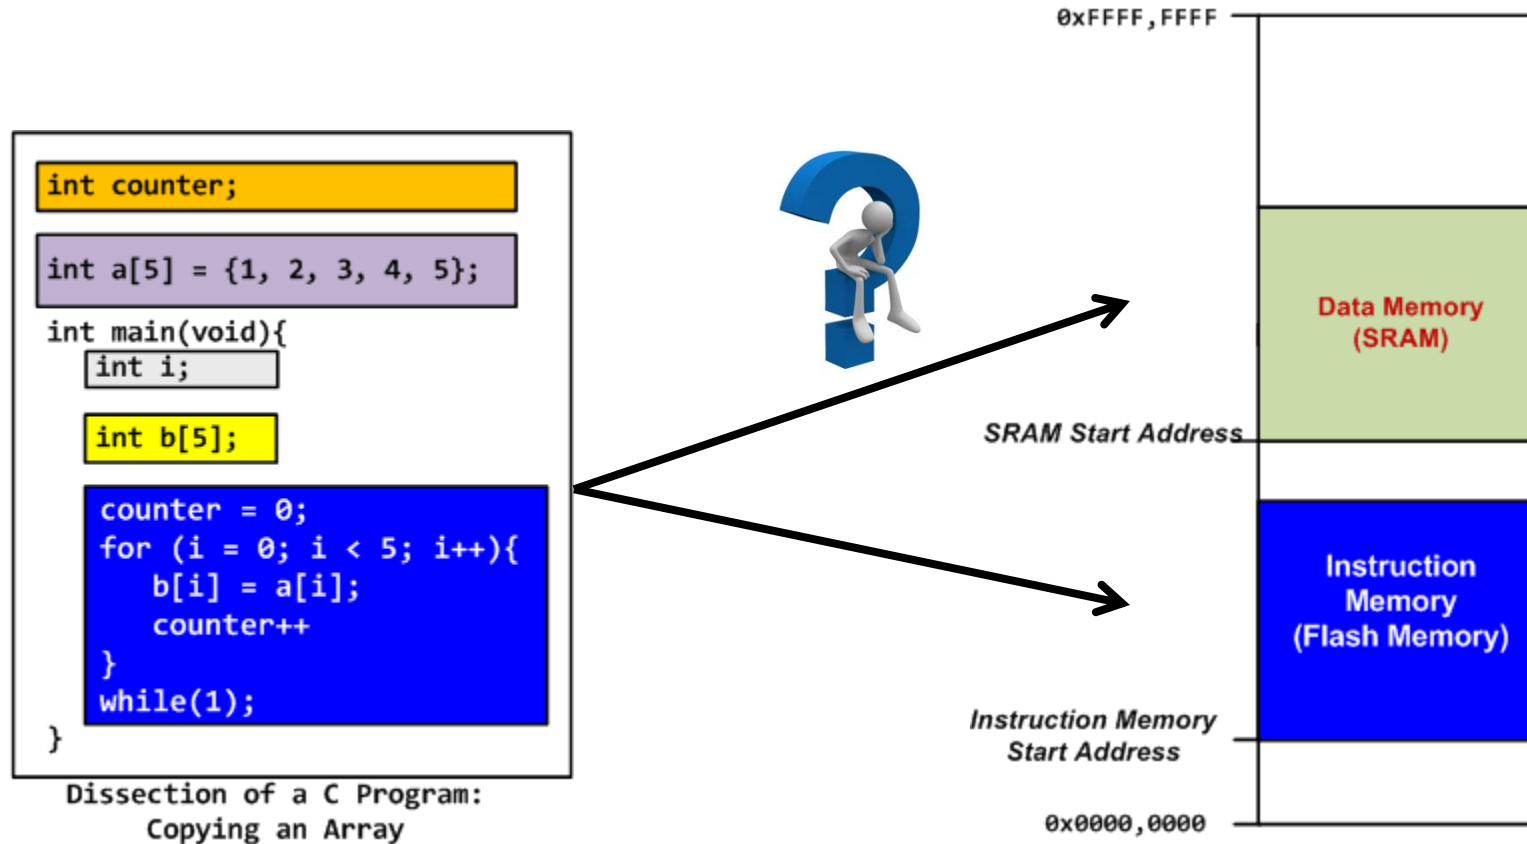 int counter;
int a[5] = {1, 2, 3, 4, 5};
int main(void){
int i;
int b[5];
counter = 0;
for (i = 0; i < 5; i++){
b[i] = a[i];
counter++
}
while(1);
}
Dissection of a C Program:
Copying an Array
0xFFFF,FFFF
Data Memory
(SRAM)
SRAM Start Address
Instruction
Memory
(Flash Memory)
Instruction Memory
Start Address
0x0000,0000